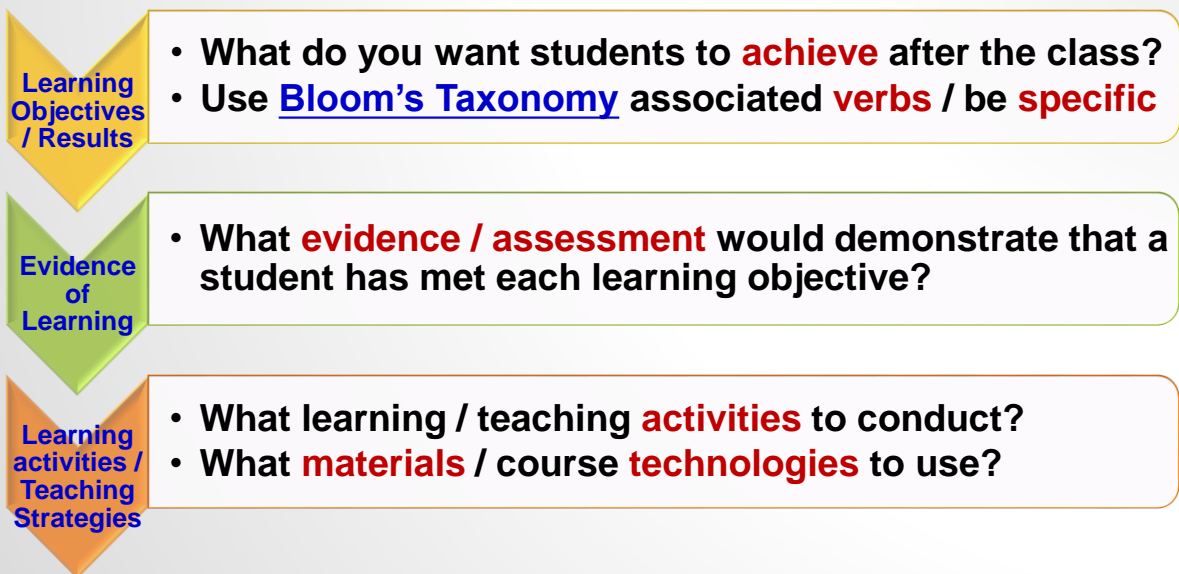 Learning
Objectives
/ Results
• What do you want students to achieve after the class?
• Use Bloom’s Taxonomy associated verbs / be specific
Evidence
of
Learning
• What evidence / assessment would demonstrate that a
student has met each learning objective?
Learning
activities /
Teaching
Strategies
• What learning / teaching activities to conduct?
• What materials / course technologies to use?